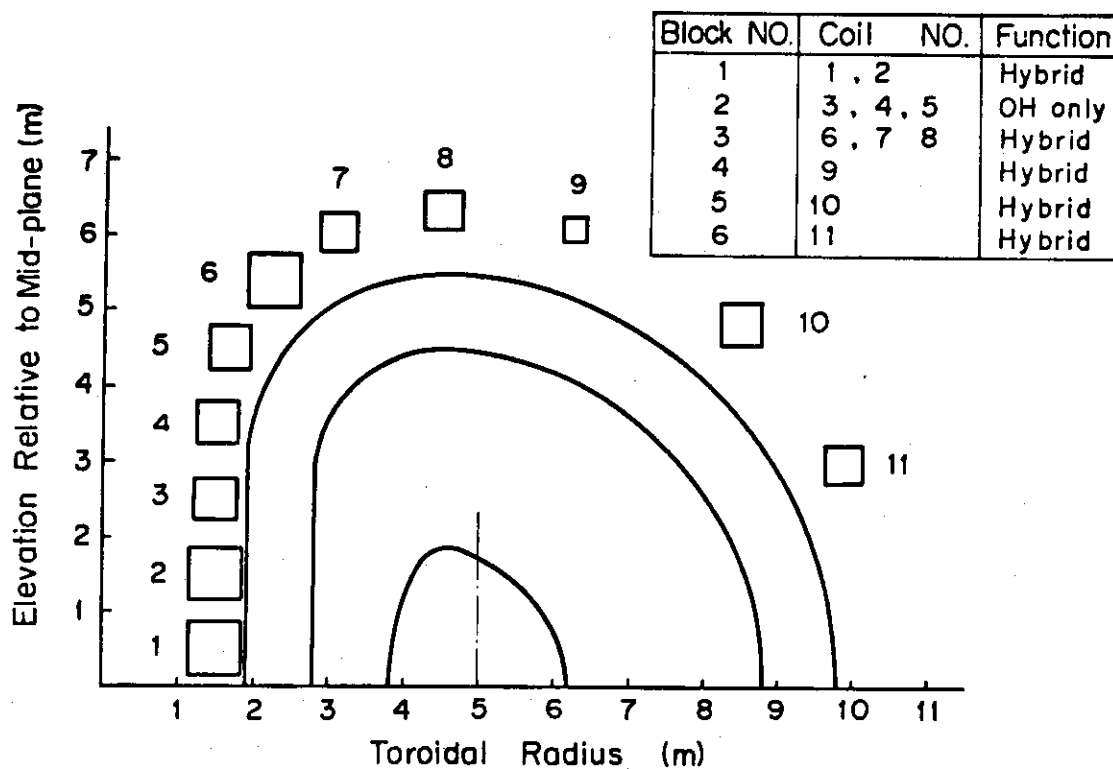 Block NO. Coil NO. Function
1 1 , 2 Hybrid
2 3 , 4 , 5 OH only
3 6 , 7 8 Hybrid
4 9 Hybrid
5 10 Hybrid
6 11 Hybrid
Elevation Relative to Mid-plane (m)
7
6
5
4
3
2
1
1
2
3
4
5
6
7
8
9
10
11
1 2 3 4 5 6 7 8 9 10 11
Toroidal Radius (m)